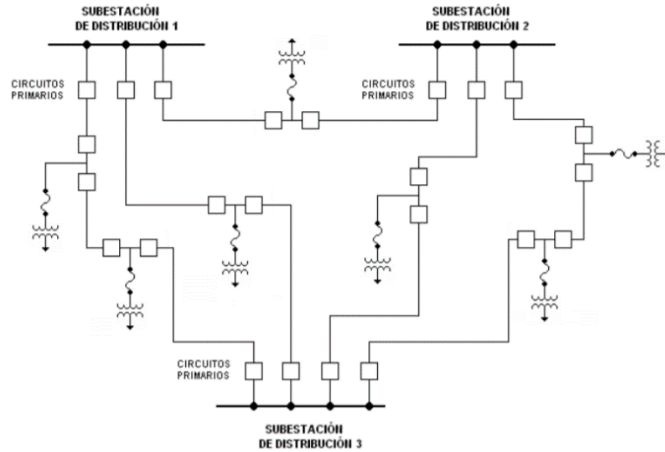 SUBESTACIÓN
DE DISTRIBUCIÓN 1
SUBESTACIÓN
DE DISTRIBUCIÓN 2
CIRCUITOS
PRIMARIOS
CIRCUITOS
PRIMARIOS
CIRCUITOS
PRIMARIOS
SUBESTACIÓN
DE DISTRIBUCIÓN 3